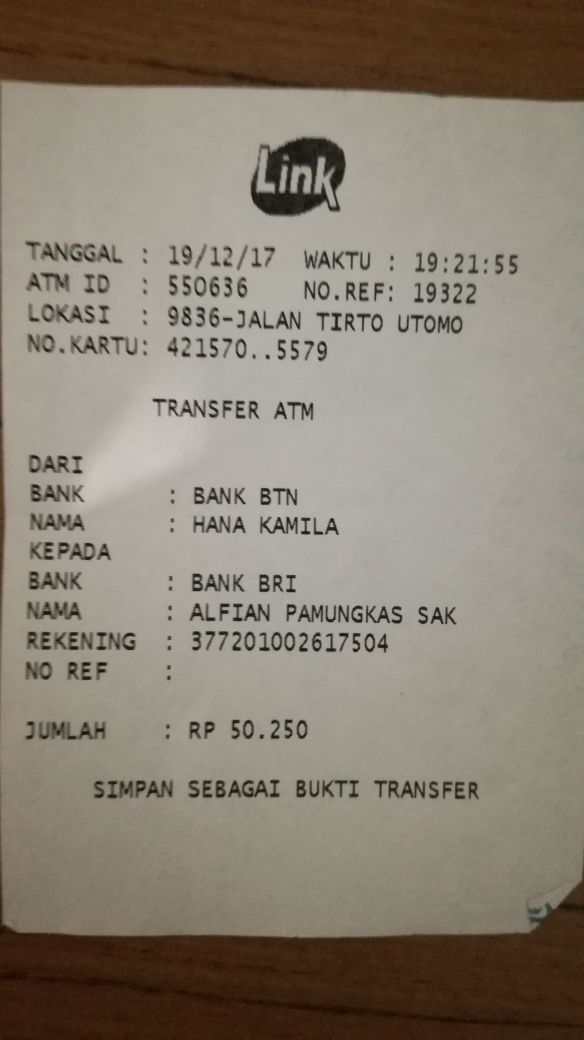 Link
TANGGAL : 19/12/17 WAKTU : 19:21:55
ATM ID : 550636 NO.REF: 19322
LOKASI : 9836-JALAN TIRTO UTOMO
NO.KARTU: 421570..5579
TRANSFER ATM
DARI
BANK : BANK BTN
NAMA : HANA KAMILA
KEPADA
BANK : BANK BRI
NAMA : ALFIAN PAMUNGKAS SAK
REKENING : 377201002617504
NO REF :
JUMLAH : RP 50.250
SIMPAN SEBAGAI BUKTI TRANSFER